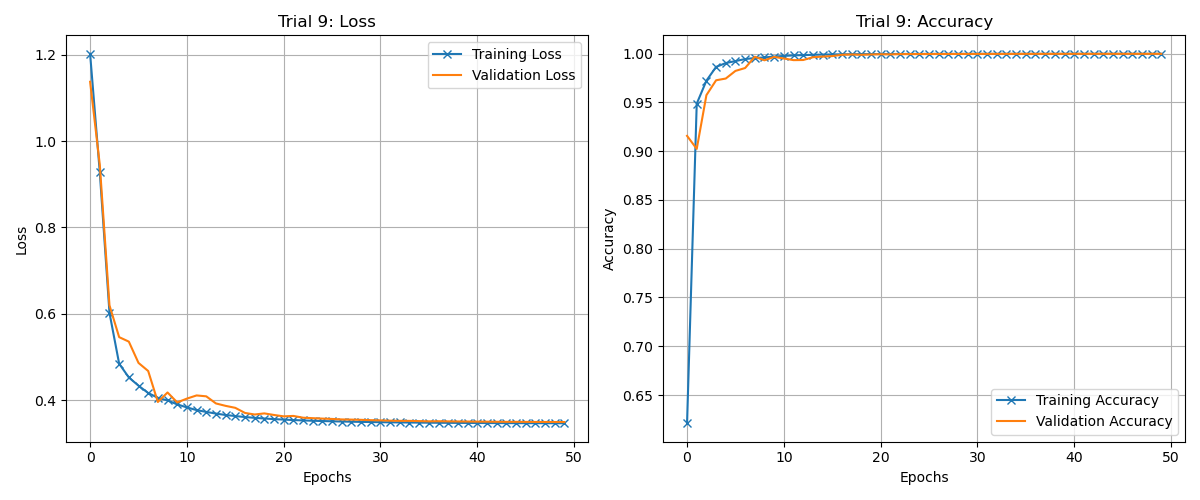 Trial 9: Loss
Loss
1.2
1.0
0.8
0.6
0.4
0
10
20
30
40
50
Epochs
Training Loss
Validation Loss
Trial 9: Accuracy
Accuracy
1.00
0.95
0.90
0.85
0.80
0.75
0.70
0.65
0
10
20
30
40
50
Epochs
Training Accuracy
Validation Accuracy